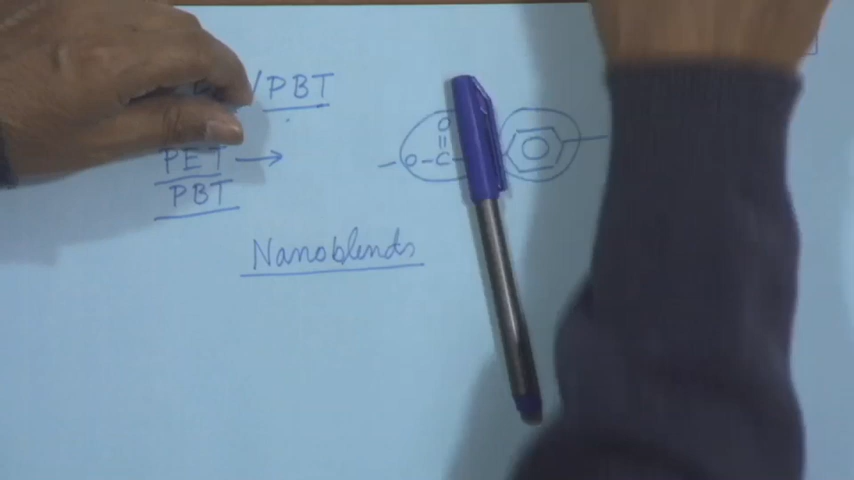 /PBT
O
||
PET → -O-C-
PBT
Nanoblends